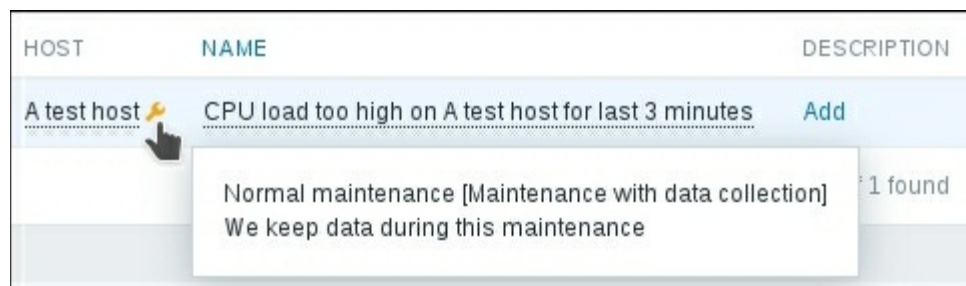 HOST NAME DESCRIPTION
A test host CPU load too high on A test host for last 3 minutes Add
1 found
Normal maintenance [Maintenance with data collection]
We keep data during this maintenance